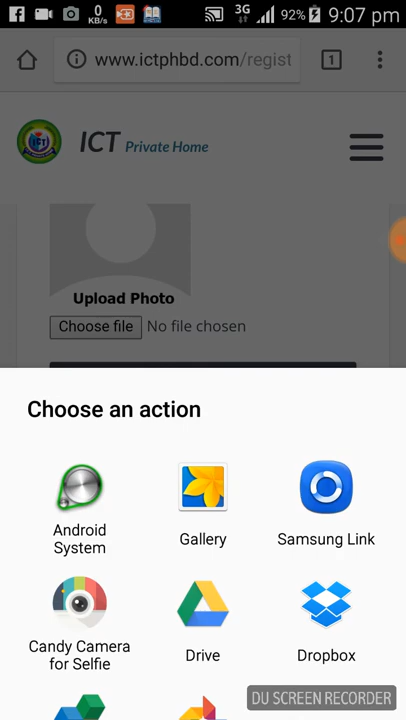 0
KB/s
3G
92%
9:07 pm
www.ictphbd.com/regist
1
ICT Private Home
Upload Photo
Choose file No file chosen
Choose an action
Android
System
Gallery
Samsung Link
Candy Camera
for Selfie
Drive
Dropbox
DU SCREEN RECORDER